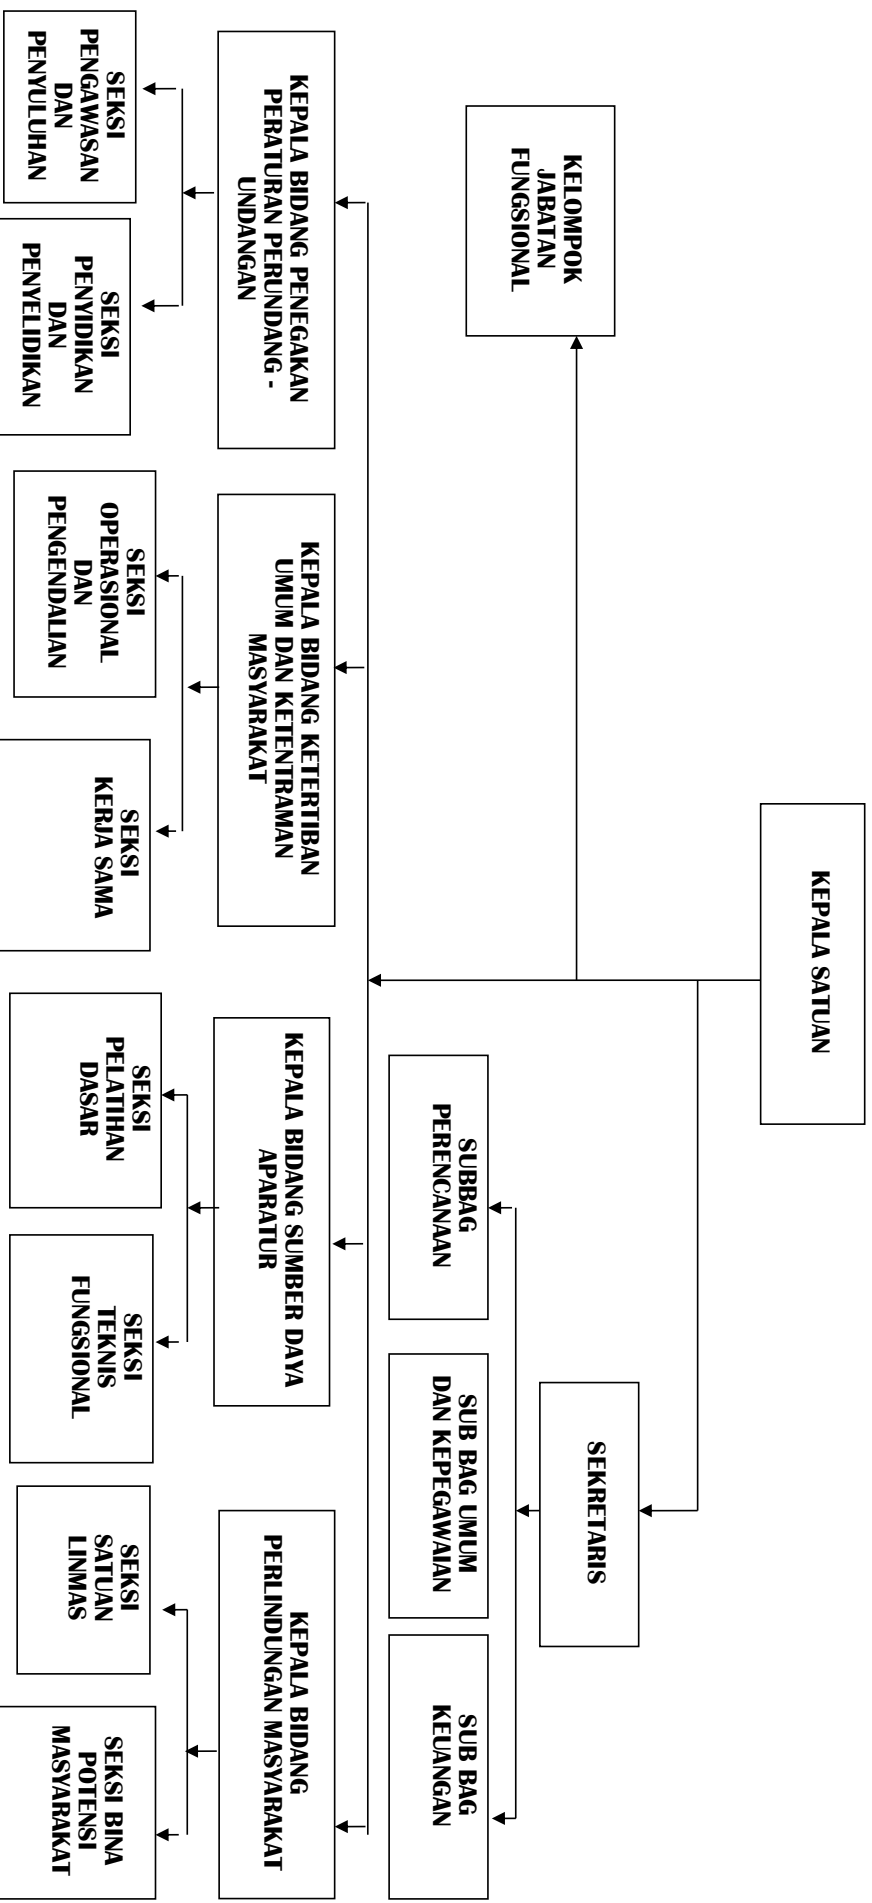 KEPALA SATUAN
KELOMPOK
JABATAN
FUNGSIONAL
SEKRETARIS
SUBBAG
PERENCANAAN
SUB BAG UMUM
DAN KEPEGAWAIAN
SUB BAG
KEUANGAN
KEPALA BIDANG PENEGAKAN
PERATURAN PERUNDANG -
UNDANGAN
KEPALA BIDANG KETERTIBAN
UMUM DAN KETENTRAMAN
MASYARAKAT
KEPALA BIDANG SUMBER DAYA
APARATUR
KEPALA BIDANG
PERLINDUNGAN MASYARAKAT
SEKSI
PENGAWASAN
DAN
PENYULUHAN
SEKSI
PENYIDIKAN
DAN
PENYELIDIKAN
SEKSI
OPERASIONAL
DAN
PENGENDALIAN
SEKSI
KERJA SAMA
SEKSI
PELATIHAN
DASAR
SEKSI
TEKNIS
FUNGSIONAL
SEKSI
SATUAN
LINMAS
SEKSI BINA
POTENSI
MASYARAKAT